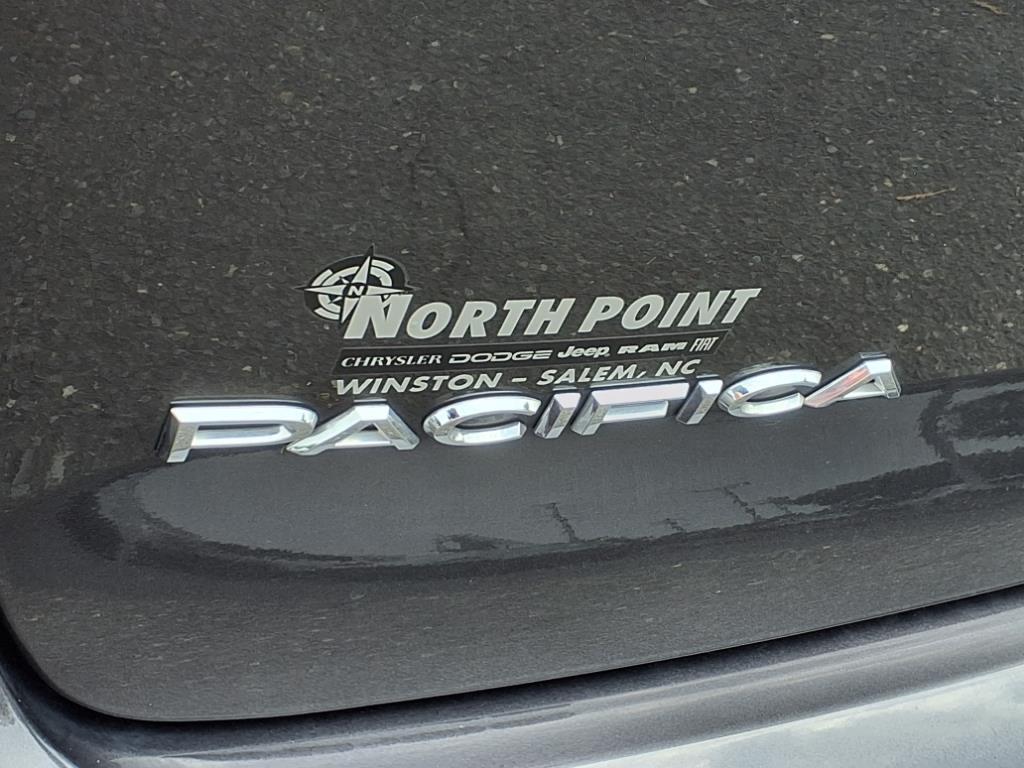 N
NORTH POINT
CHRYSLER DODGE Jeep RAM FIAT
WINSTON - SALEM, NC
PACIFICA